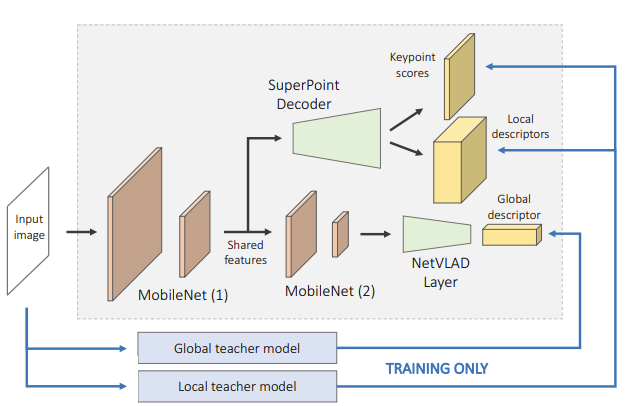 Keypoint
scores
SuperPoint
Decoder
Local
descriptors
Input
image
Shared
features
Global
descriptor
MobileNet (1)
MobileNet (2)
NetVLAD
Layer
Global teacher model
TRAINING ONLY
Local teacher model